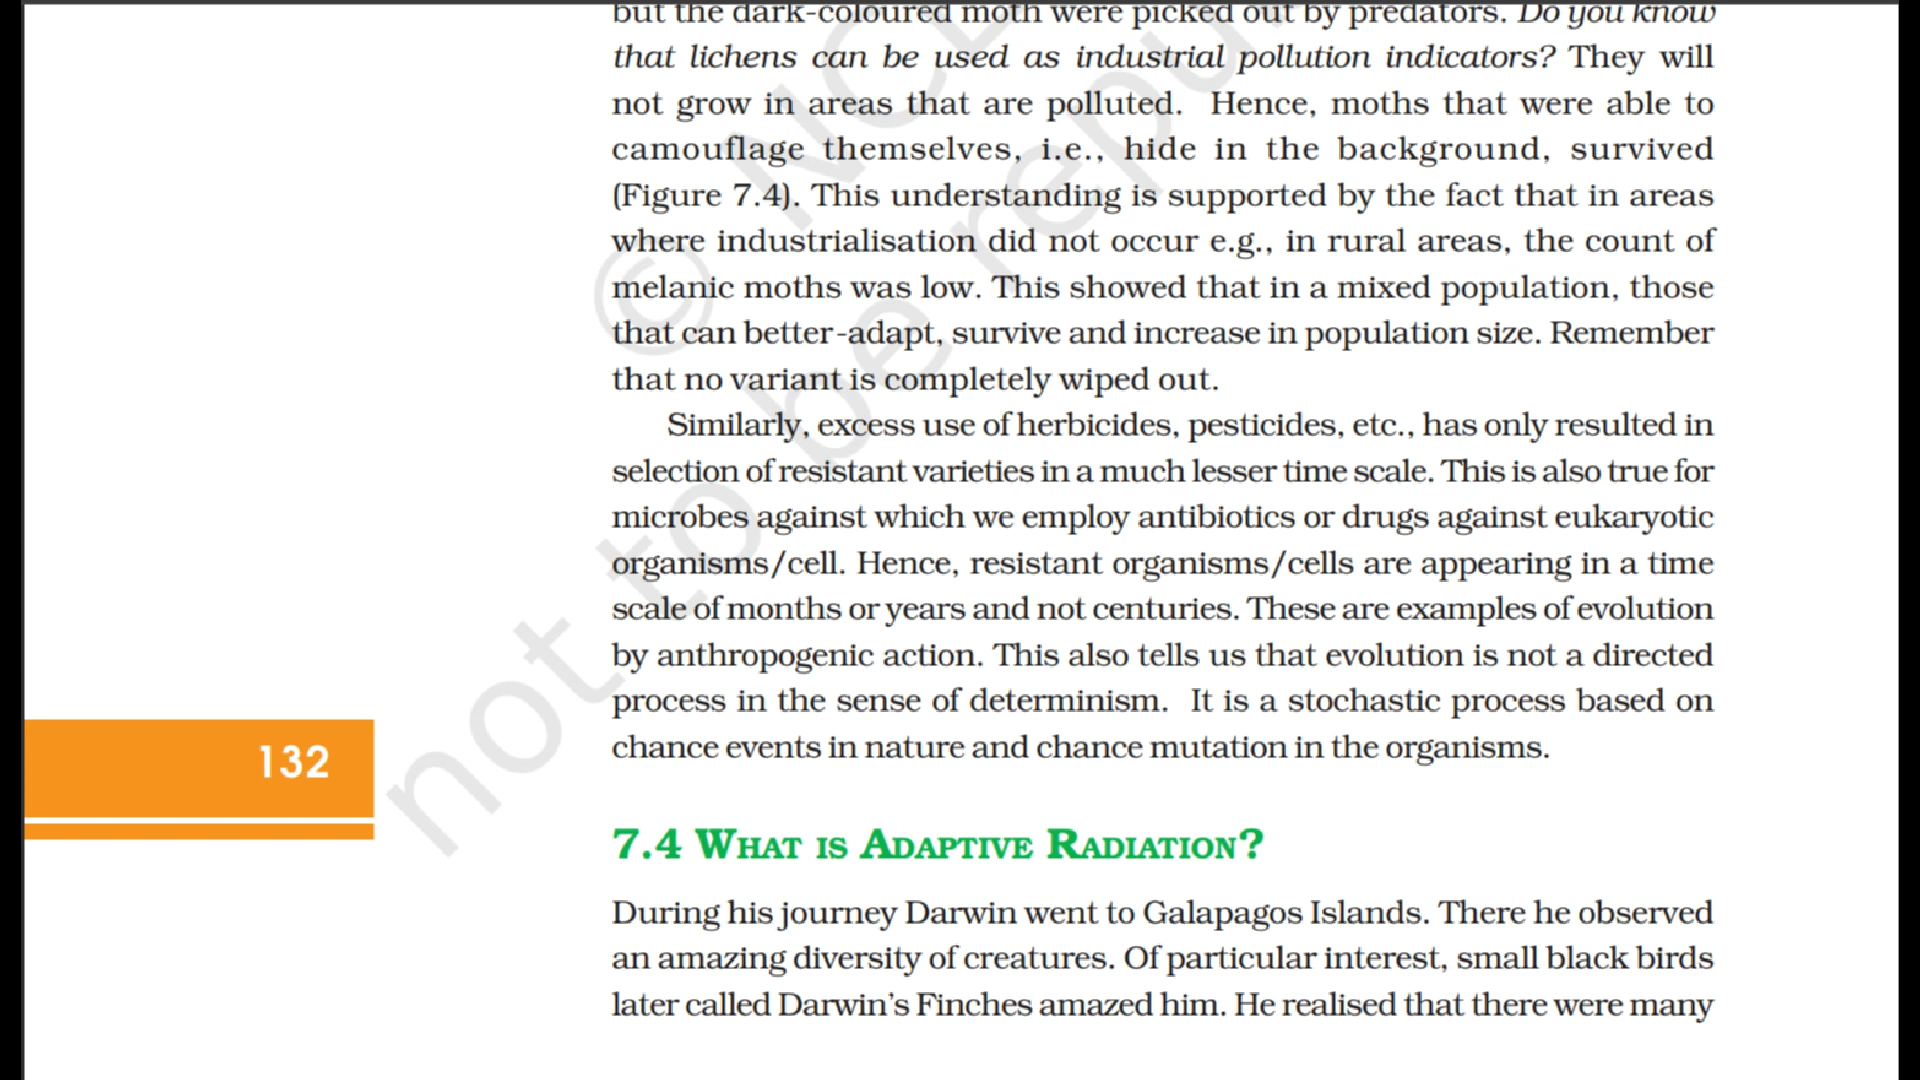 but the dark-coloured moth were picked out by predators. Do you know
that lichens can be used as industrial pollution indicators? They will
not grow in areas that are polluted. Hence, moths that were able to
camouflage themselves, i.e., hide in the background, survived
(Figure 7.4). This understanding is supported by the fact that in areas
where industrialisation did not occur e.g., in rural areas, the count of
melanic moths was low. This showed that in a mixed population, those
that can better-adapt, survive and increase in population size. Remember
that no variant is completely wiped out.
Similarly, excess use of herbicides, pesticides, etc., has only resulted in
selection of resistant varieties in a much lesser time scale. This is also true for
microbes against which we employ antibiotics or drugs against eukaryotic
organisms/cell. Hence, resistant organisms/cells are appearing in a time
scale of months or years and not centuries. These are examples of evolution
by anthropogenic action. This also tells us that evolution is not a directed
process in the sense of determinism. It is a stochastic process based on
chance events in nature and chance mutation in the organisms.
132
7.4 WHAT IS ADAPTIVE RADIATION?
During his journey Darwin went to Galapagos Islands. There he observed
an amazing diversity of creatures. Of particular interest, small black birds
later called Darwin's Finches amazed him. He realised that there were many
©
not to be